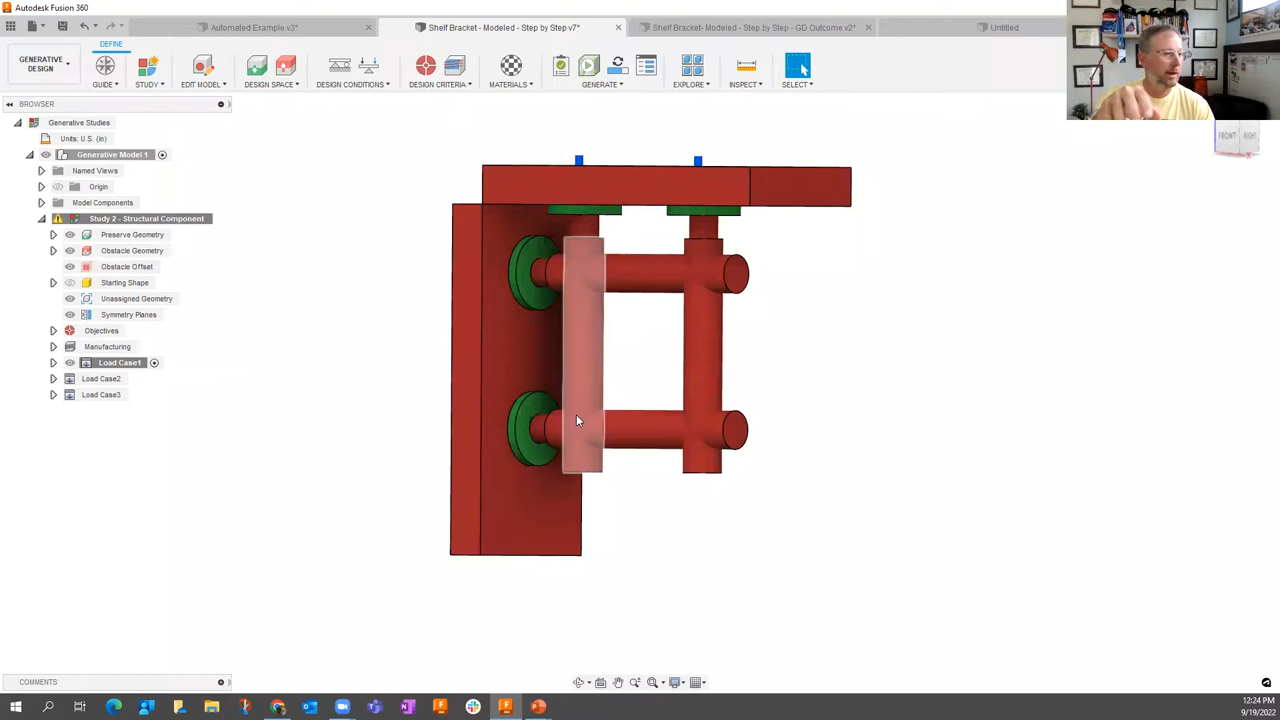 Autodesk Fusion 360
Automated Example v3*
Shelf Bracket - Modeled - Step by Step v7*
Shelf Bracket- Modeled - Step by Step - GD Outcome v2*
Untitled
DEFINE
GENERATIVE DESIGN
GUIDE
STUDY
EDIT MODEL
DESIGN SPACE
DESIGN CONDITIONS
DESIGN CRITERIA
MATERIALS
GENERATE
EXPLORE
INSPECT
SELECT
BROWSER
FRONT
RIGHT
Generative Studies
Units: U.S. (in)
Generative Model 1
Named Views
Origin
Model Components
Study 2 - Structural Component
Preserve Geometry
Obstacle Geometry
Obstacle Offset
Starting Shape
Unassigned Geometry
Symmetry Planes
Objectives
Manufacturing
Load Case1
Load Case2
Load Case3
COMMENTS
12:24 PM
9/19/2022